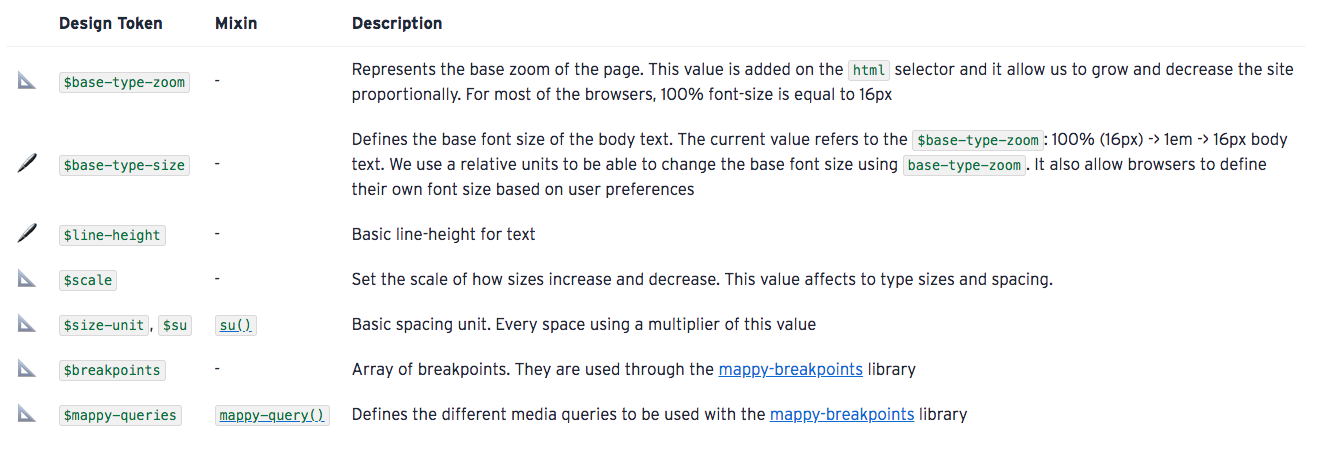 Design Token Mixin Description
$base-type-zoom - Represents the base zoom of the page. This value is added on the html selector and it allow us to grow and decrease the site
proportionally. For most of the browsers, 100% font-size is equal to 16px
$base-type-size - Defines the base font size of the body text. The current value refers to the $base-type-zoom: 100% (16px) -> 1em -> 16px body
text. We use a relative units to be able to change the base font size using base-type-zoom. It also allow browsers to define
their own font size based on user preferences
$line-height - Basic line-height for text
$scale - Set the scale of how sizes increase and decrease. This value affects to type sizes and spacing.
$size-unit, $su su() Basic spacing unit. Every space using a multiplier of this value
$breakpoints - Array of breakpoints. They are used through the mappy-breakpoints library
$mappy-queries mappy-query() Defines the different media queries to be used with the mappy-breakpoints library